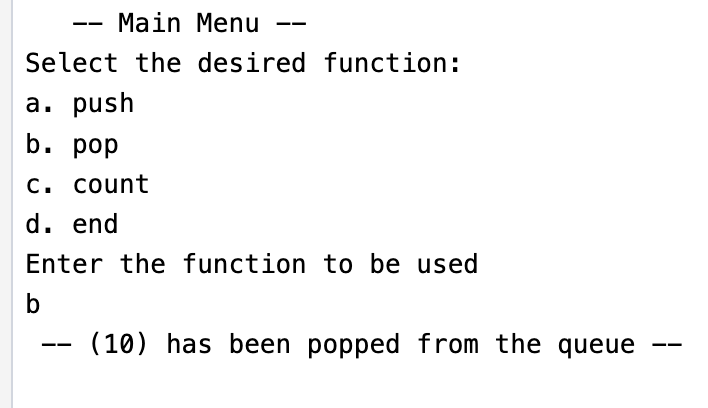 -- Main Menu --
Select the desired function:
a. push
b. pop
c. count
d. end
Enter the function to be used
b
-- (10) has been popped from the queue --